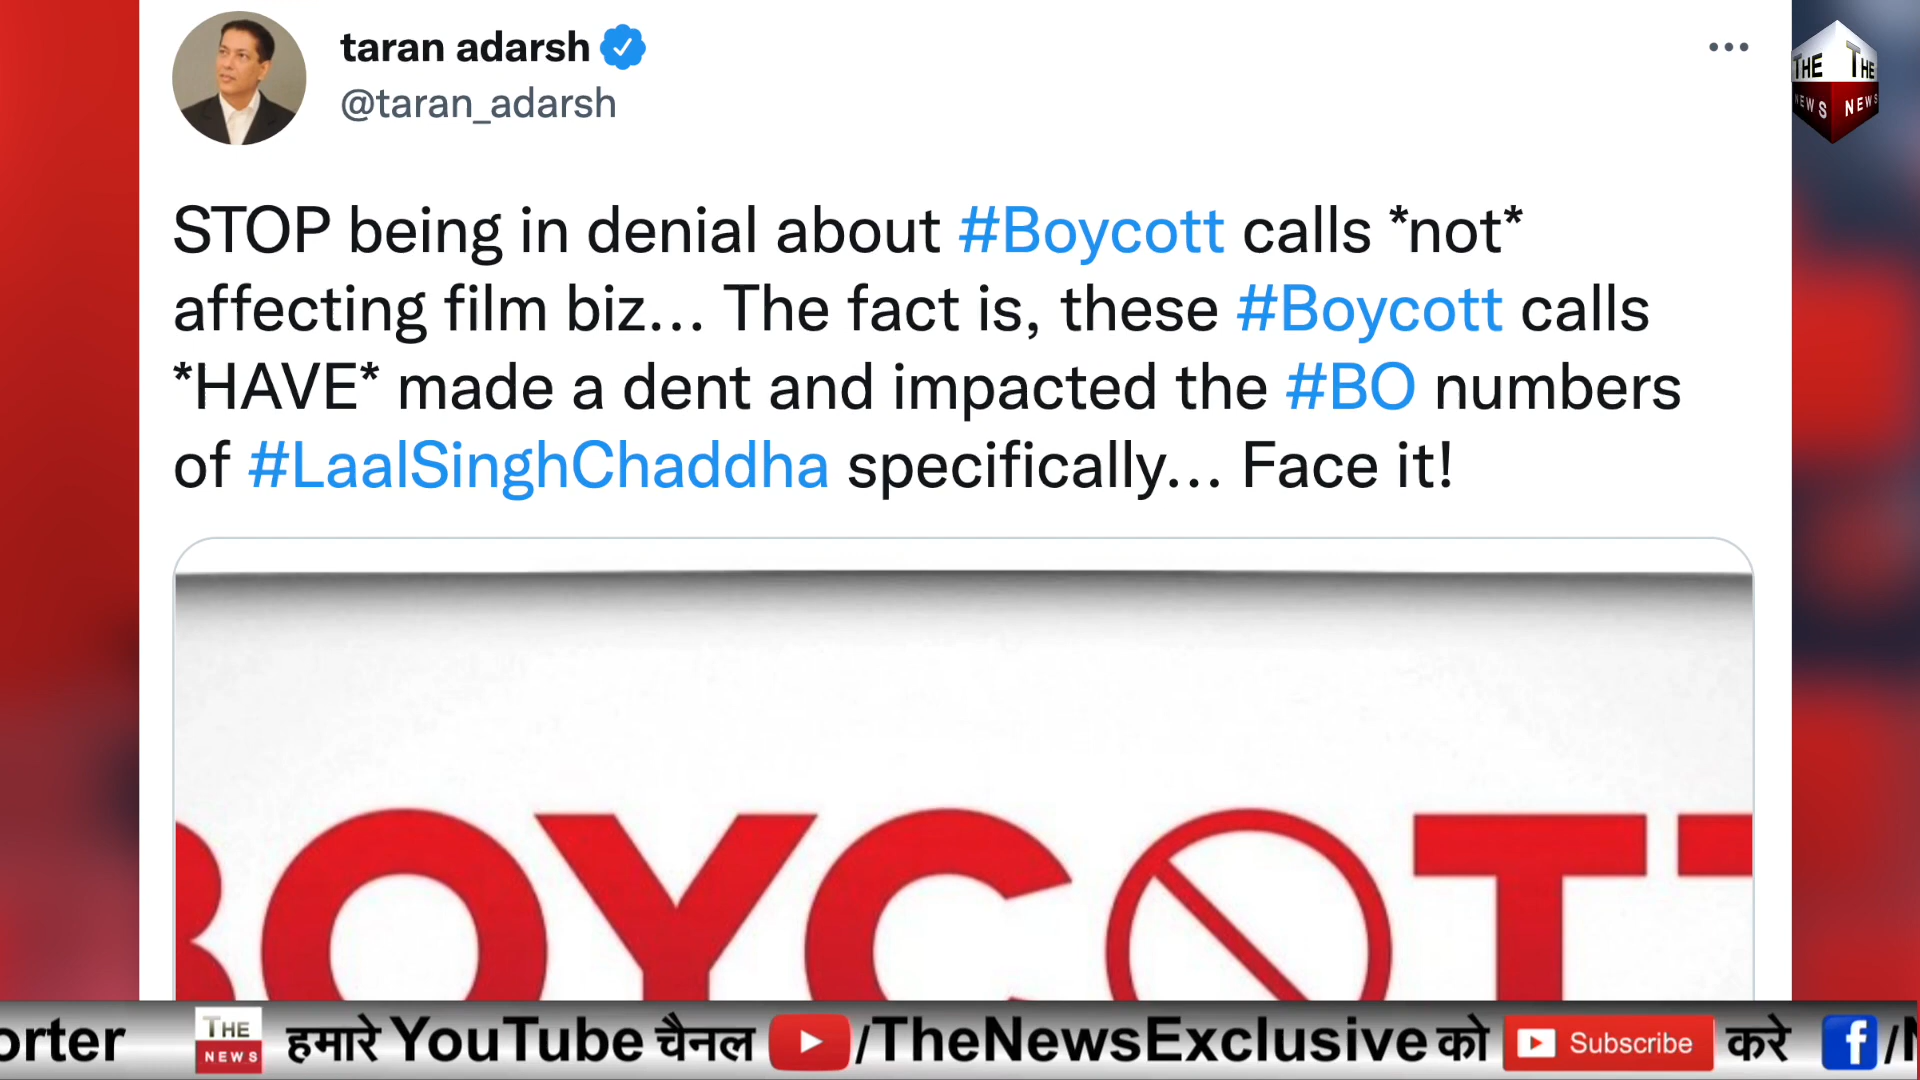 taran adarsh
@taran_adarsh
THE THE
NEWS NEWS
STOP being in denial about #Boycott calls *not*
affecting film biz... The fact is, these #Boycott calls
*HAVE* made a dent and impacted the #BO numbers
of #LaalSinghChaddha specifically... Face it!
BOYCOTT
orter THE NEWS हमारे YouTube चैनल /TheNewsExclusive को Subscribe करे f /N